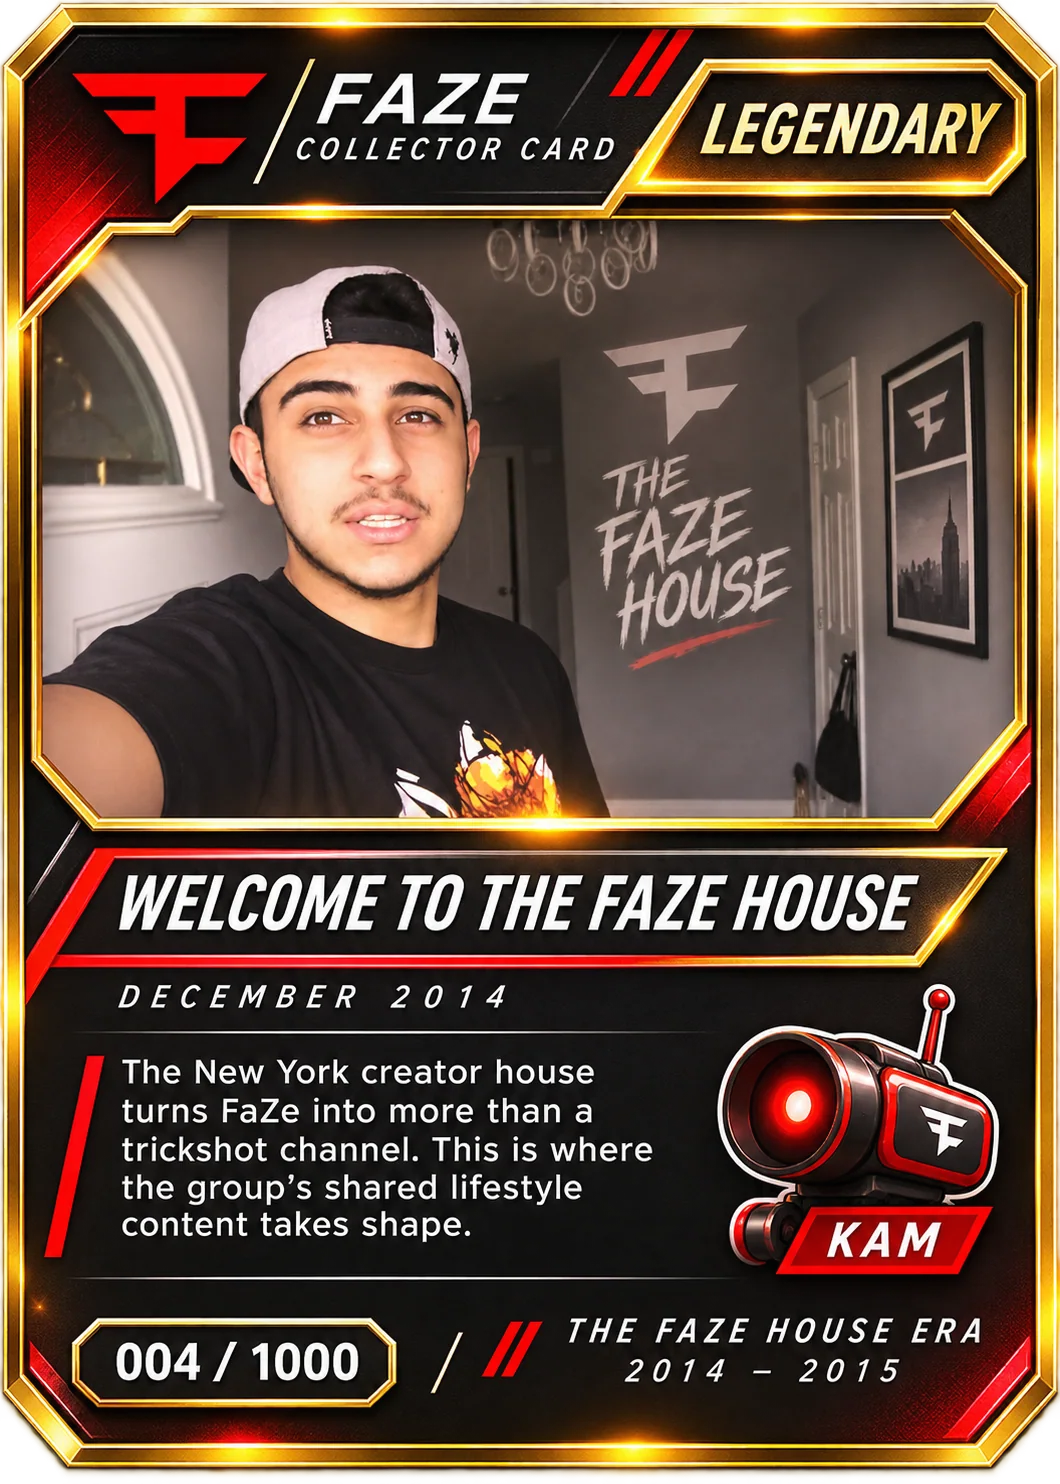 FAZE
COLLECTOR CARD
LEGENDARY
THE
FAZE
HOUSE
WELCOME TO THE FAZE HOUSE
DECEMBER 2014
The New York creator house
turns FaZe into more than a
trickshot channel. This is where
the group’s shared lifestyle
content takes shape.
KAM
004 / 1000
THE FAZE HOUSE ERA
2014 – 2015